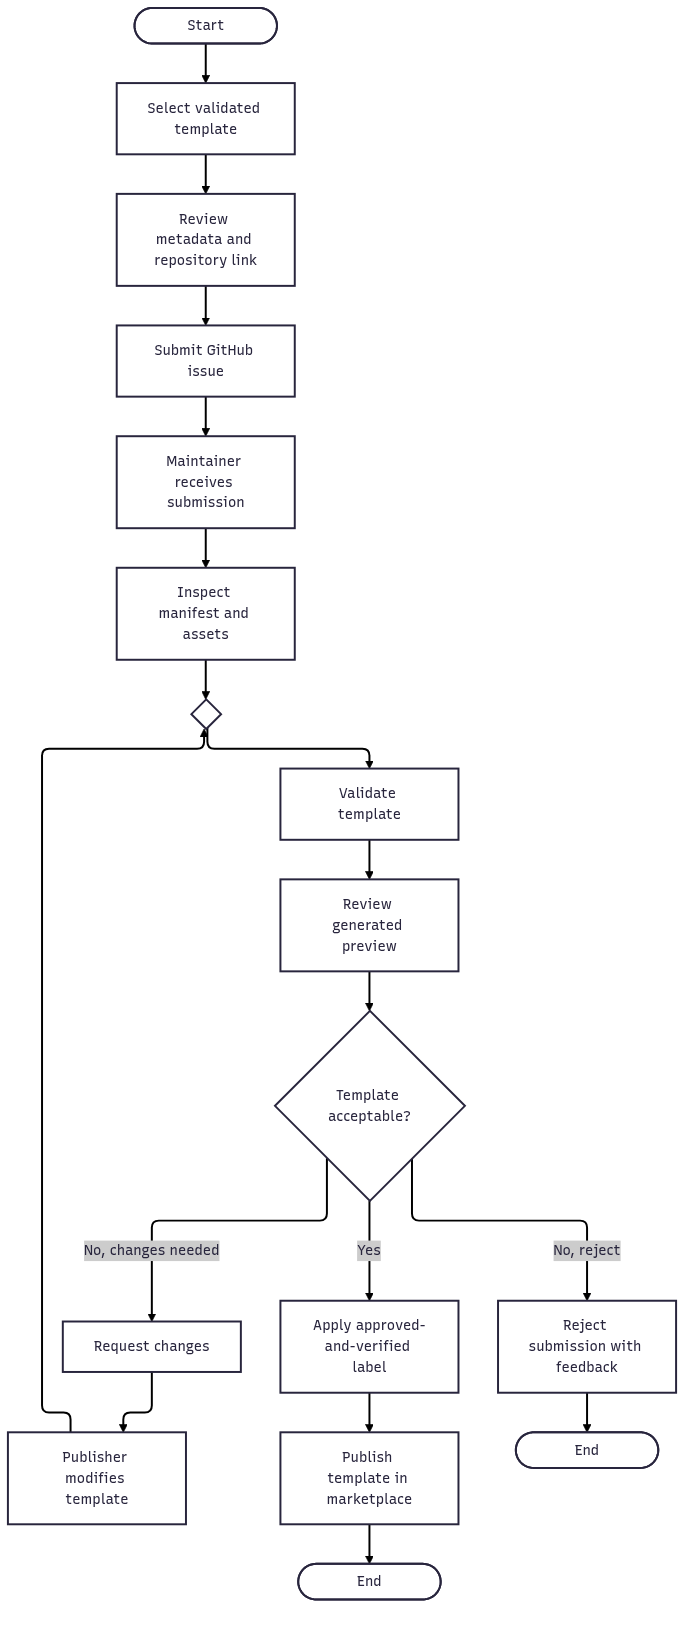 Start
Select validated
template
Review
metadata and
repository link
Submit GitHub
issue
Maintainer
receives
submission
Inspect
manifest and
assets
Validate
template
Review
generated
preview
Template
acceptable?
No, changes needed
Yes
No, reject
Request changes
Apply approved-
and-verified
label
Reject
submission with
feedback
Publisher
modifies
template
Publish
template in
marketplace
End
End